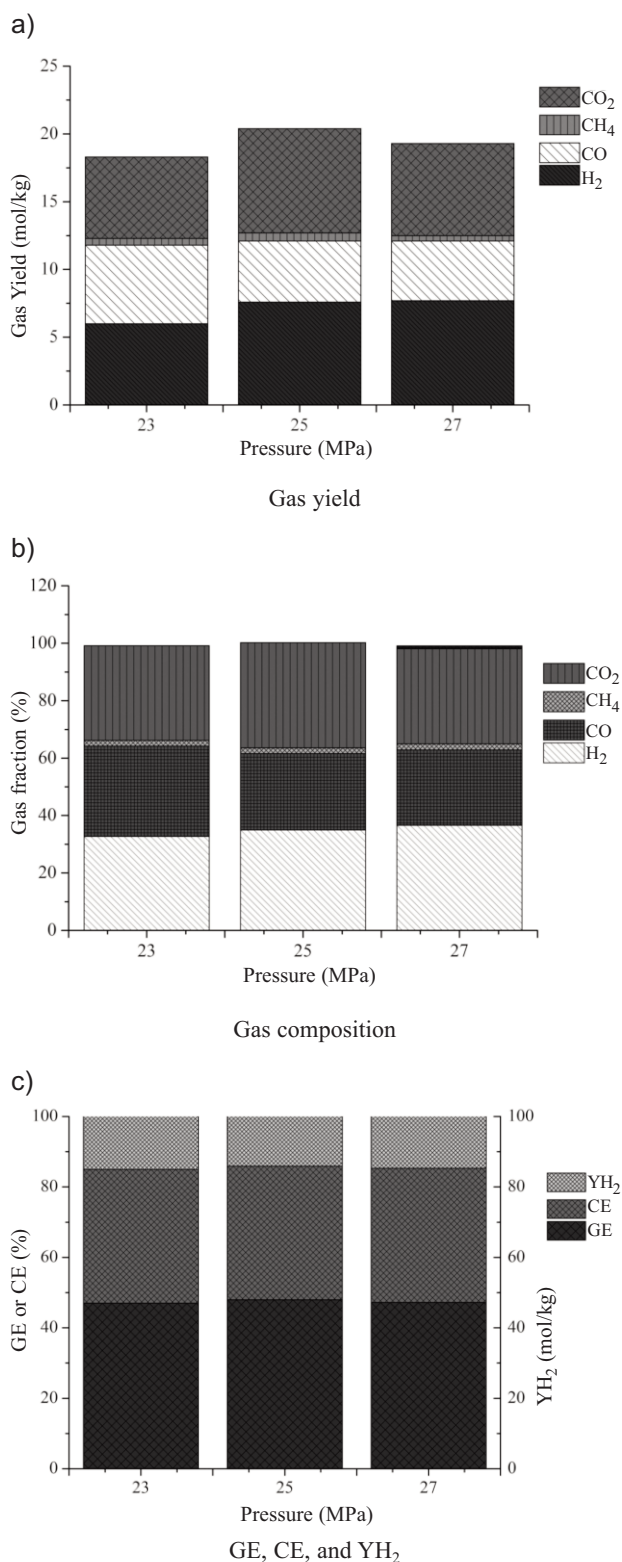 a)
25
20
15
10
5
0
Gas Yield (mol/kg)
CO2
CH4
CO
H2
23 25 27
Pressure (MPa)
Gas yield
b)
120
100
80
60
40
20
0
Gas fraction (%)
CO2
CH4
CO
H2
23 25 27
Pressure (MPa)
Gas composition
c)
100
80
60
40
20
0
GE or CE (%)
100
80
60
40
20
0
YH2 (mol/kg)
YH2
CE
GE
23 25 27
Pressure (MPa)
GE, CE, and YH2